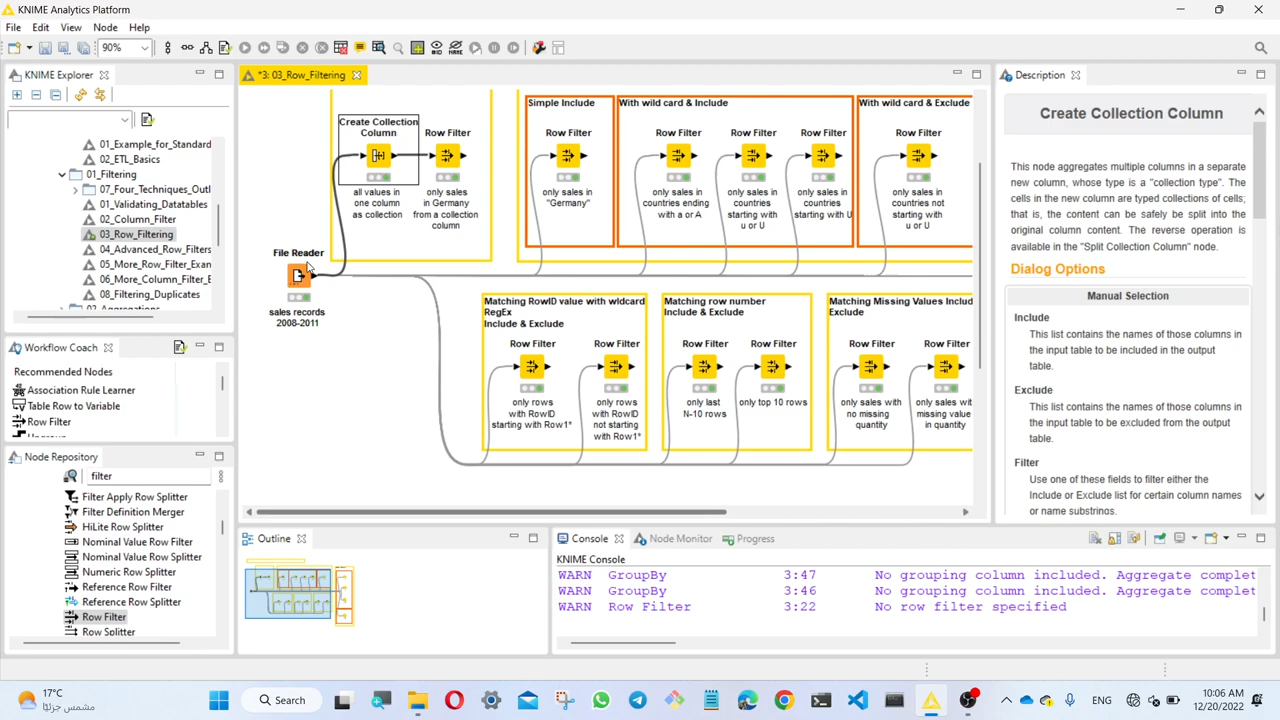 KNIME Analytics Platform
File Edit View Node Help
90%
KNIME Explorer
01_Example_for_Standard
02_ETL_Basics
01_Filtering
07_Four_Techniques_Outl
01_Validating_Datatables
02_Column_Filter
03_Row_Filtering
04_Advanced_Row_Filters
05_More_Row_Filter_Exan
06_More_Column_Filter_E
08_Filtering_Duplicates
Workflow Coach
Recommended Nodes
Association Rule Learner
Table Row to Variable
Row Filter
Node Repository
filter
Filter Apply Row Splitter
Filter Definition Merger
HiLite Row Splitter
Nominal Value Row Filter
Nominal Value Row Splitter
Numeric Row Splitter
Reference Row Filter
Reference Row Splitter
Row Filter
Row Splitter
*3: 03_Row_Filtering
Create Collection
Column
all values in
one column
as collection
Row Filter
only sales
in Germany
from a collection
column
File Reader
sales records
2008-2011
Simple Include
Row Filter
only sales in
"Germany"
With wild card & Include
Row Filter
only sales in
countries ending
with a or A
Row Filter
only sales in
countries
starting with
u or U
Row Filter
only sales in
countries
starting with U
With wild card & Exclude
Row Filter
only sales in
countries not
starting with
u or U
Matching RowID value with wldcard
RegEx
Include & Exclude
Row Filter
only rows
with RowID
starting with Row1*
Row Filter
only rows
with RowID
not starting
with Row1*
Matching row number
Include & Exclude
Row Filter
only last
N-10 rows
Row Filter
only top 10 rows
Matching Missing Values Includ
Exclude
Row Filter
only sales with
no missing
quantity
Row Filter
only sales wit
missing value
in quantity
Description
Create Collection Column
This node aggregates multiple columns in a separate
new column, whose type is a "collection type". The
cells in the new column are typed collections of cells;
that is, the content can be safely be split into the
original column content. The reverse operation is
available in the "Split Collection Column" node.
Dialog Options
Manual Selection
Include
This list contains the names of those columns in
the input table to be included in the output
table.
Exclude
This list contains the names of those columns in
the input table to be excluded from the output
table.
Filter
Use one of these fields to filter either the
Include or Exclude list for certain column names
or name substrings.
Outline
Console Node Monitor Progress
KNIME Console
WARN GroupBy 3:47 No grouping column included. Aggregate complet
WARN GroupBy 3:46 No grouping column included. Aggregate complet
WARN Row Filter 3:22 No row filter specified
17°C
مشمس جزئيًا
Search
ENG
10:06 AM
12/20/2022